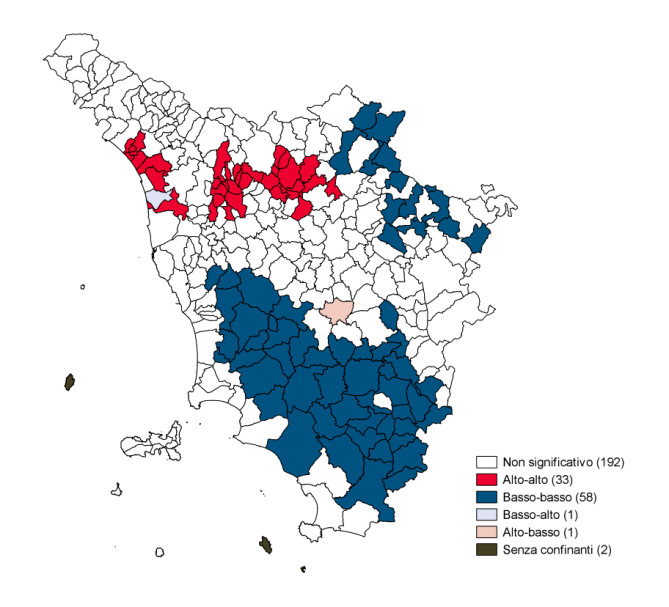 Non significativo (192)
Alto-alto (33)
Basso-basso (58)
Basso-alto (1)
Alto-basso (1)
Senza confinanti (2)